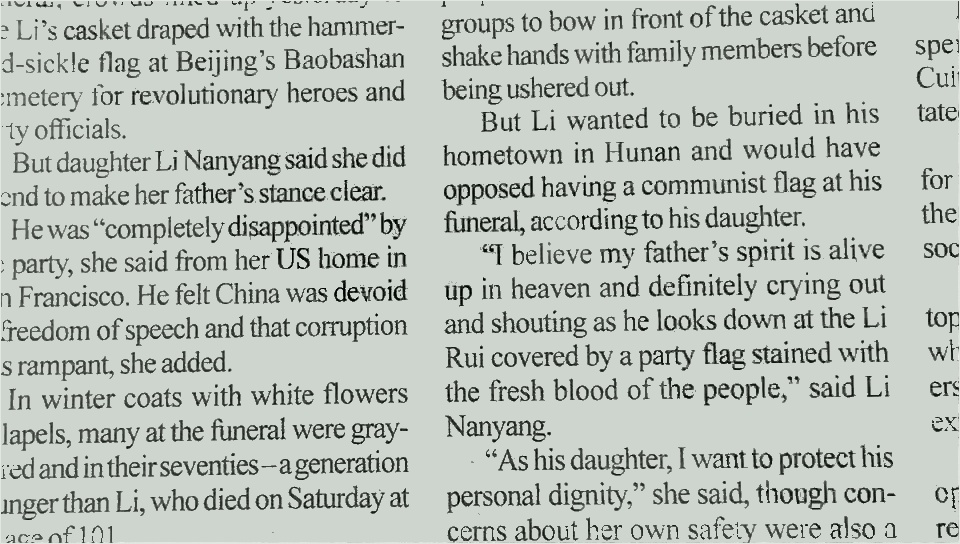 Li's casket draped with the hammer-
d-sickle flag at Beijing's Baobashan
metery for revolutionary heroes and
ty officials.
But daughter Li Nanyang said she did
end to make her father's stance clear.
He was "completely disappointed" by
party, she said from her US home in
n Francisco. He felt China was devoid
freedom of speech and that corruption
s rampant, she added.
In winter coats with white flowers
lapels, many at the funeral were gray-
red and in their seventies – a generation
unger than Li, who died on Saturday at
age of 101
groups to bow in front of the casket and
shake hands with family members before
being ushered out.
But Li wanted to be buried in his
hometown in Hunan and would have
opposed having a communist flag at his
funeral, according to his daughter.
"I believe my father's spirit is alive
up in heaven and definitely crying out
and shouting as he looks down at the Li
Rui covered by a party flag stained with
the fresh blood of the people," said Li
Nanyang.
"As his daughter, I want to protect his
personal dignity," she said, though con-
cerns about her own safety were also a
spe
Cui
tate
for
the
soc
top
wh
ers
ex
op
re